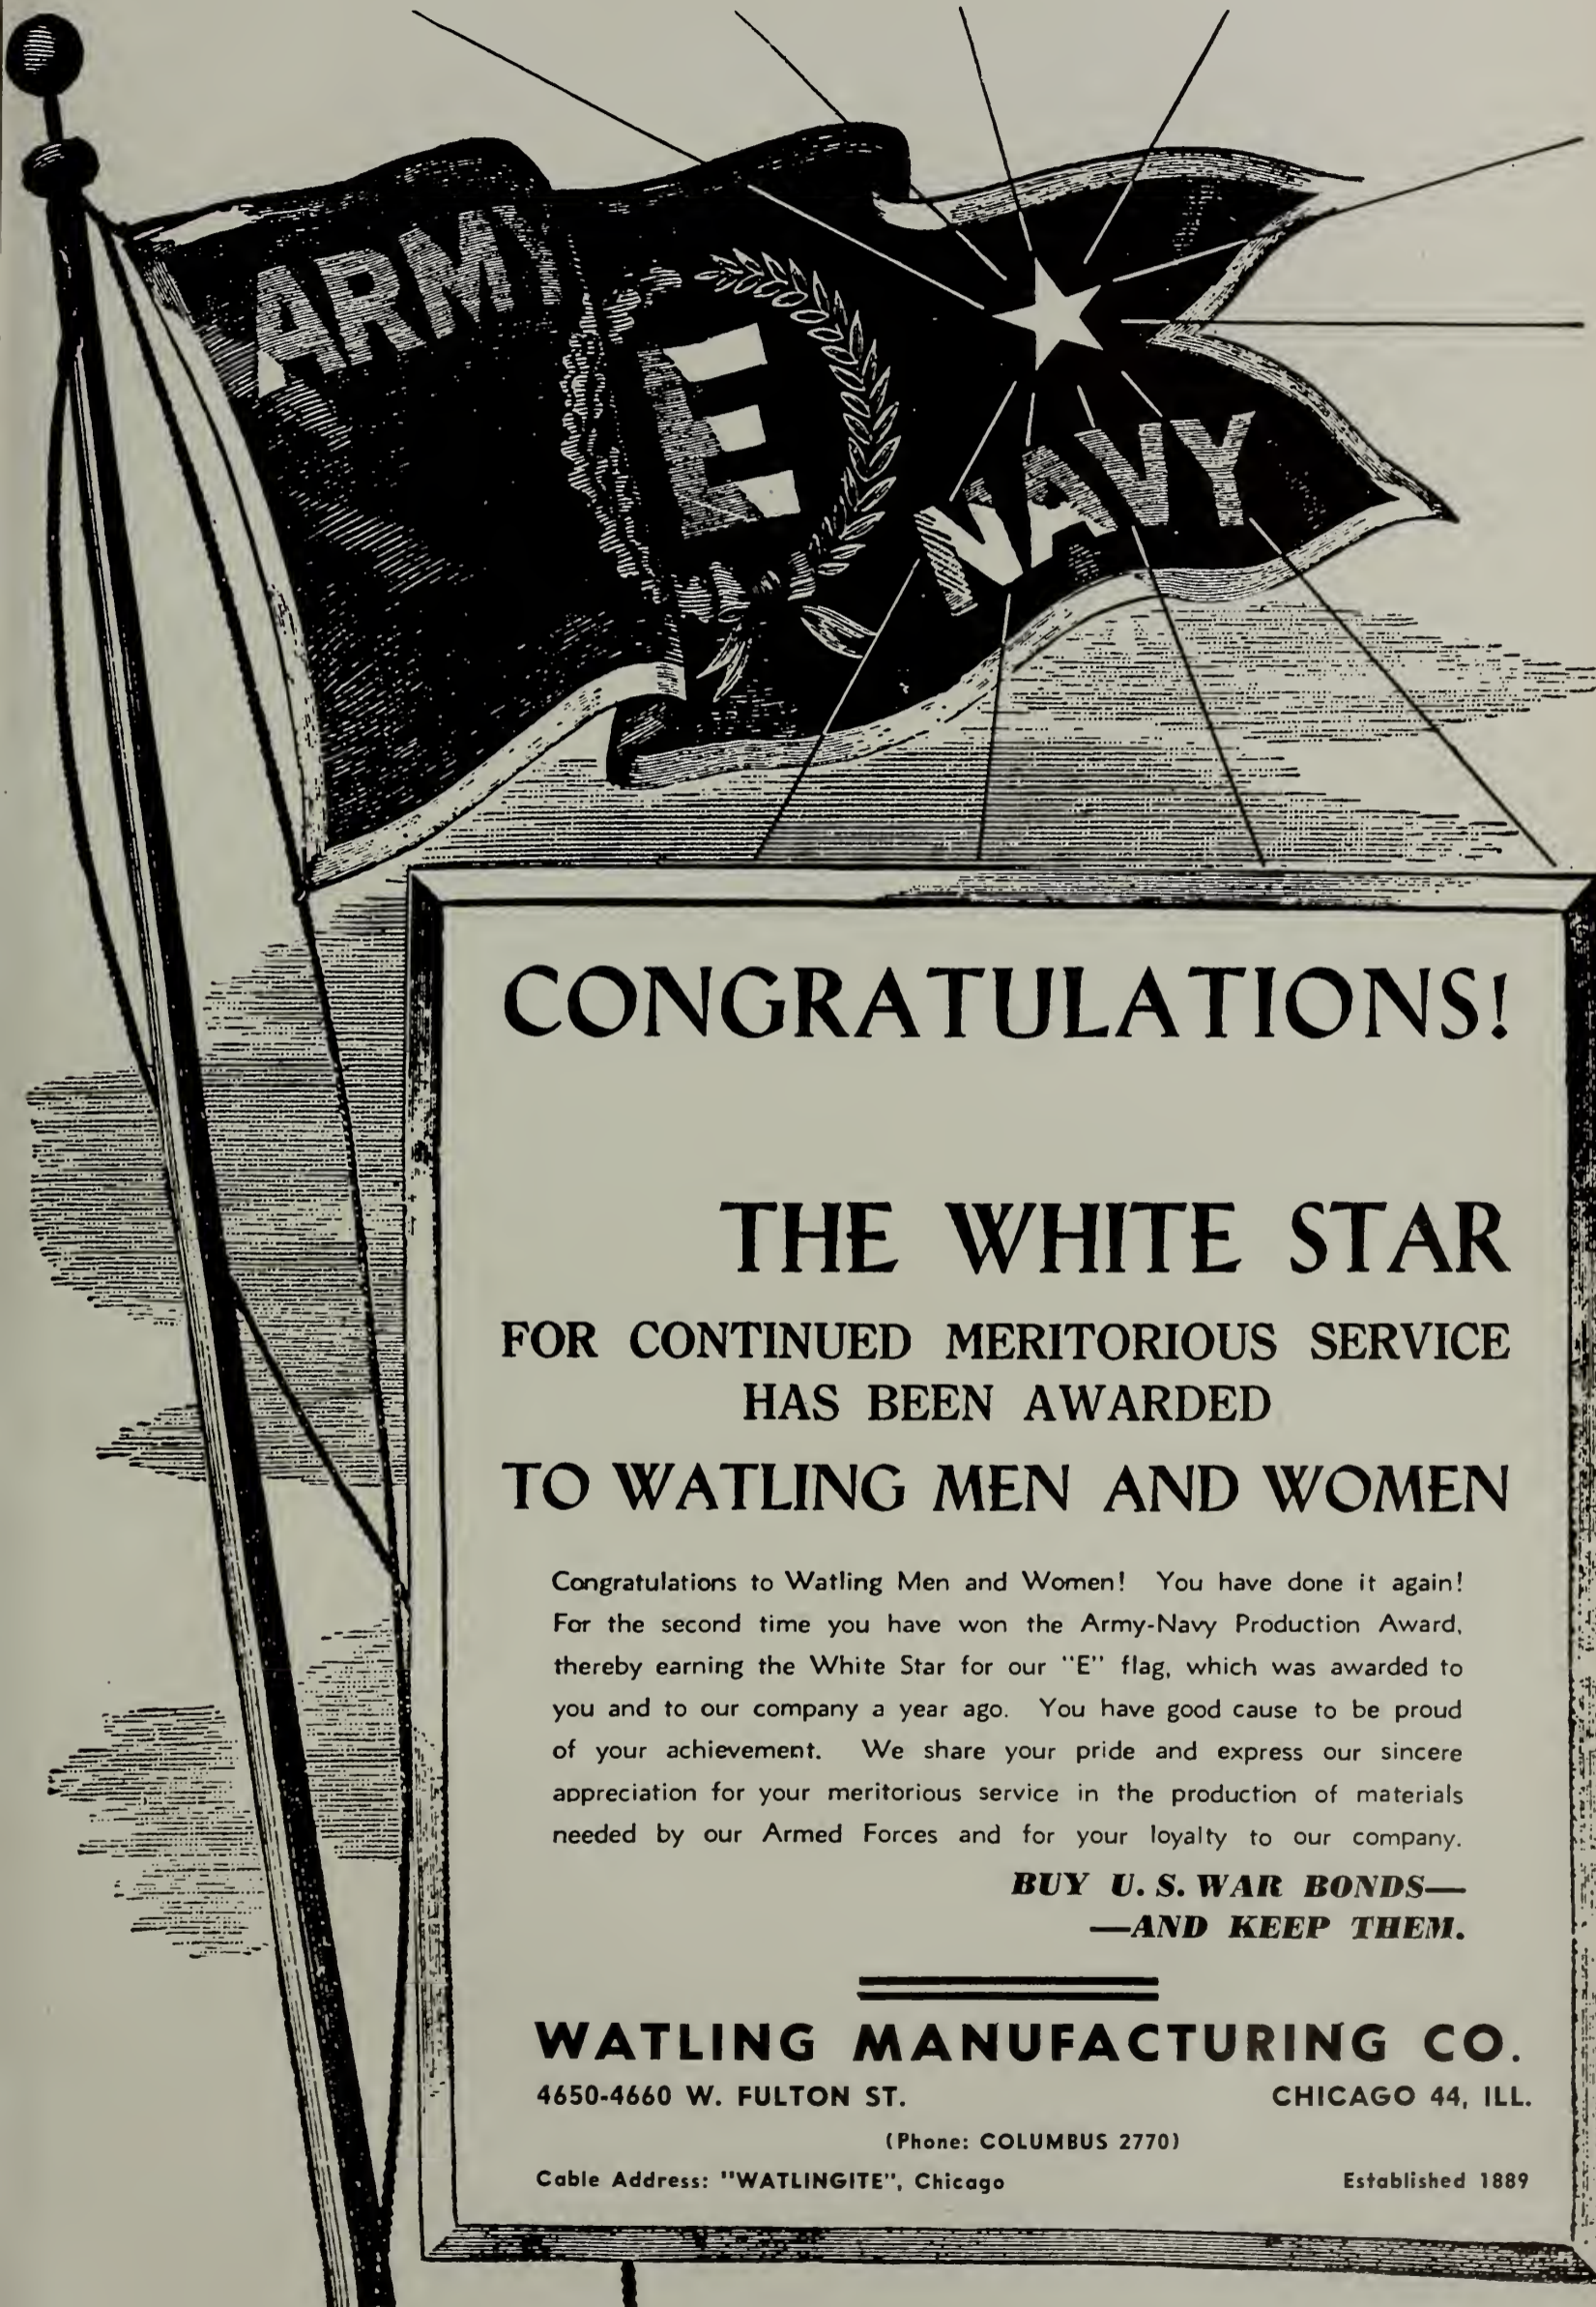 ARMY
E
NAVY
CONGRATULATIONS!
THE WHITE STAR
FOR CONTINUED MERITORIOUS SERVICE
HAS BEEN AWARDED
TO WATLING MEN AND WOMEN
Congratulations to Watling Men and Women! You have done it again!
For the second time you have won the Army-Navy Production Award,
thereby earning the White Star for our "E" flag, which was awarded to
you and to our company a year ago. You have good cause to be proud
of your achievement. We share your pride and express our sincere
appreciation for your meritorious service in the production of materials
needed by our Armed Forces and for your loyalty to our company.
BUY U. S. WAR BONDS—
—AND KEEP THEM.
WATLING MANUFACTURING CO.
4650-4660 W. FULTON ST. CHICAGO 44, ILL.
(Phone: COLUMBUS 2770)
Cable Address: "WATLINGITE", Chicago Established 1889